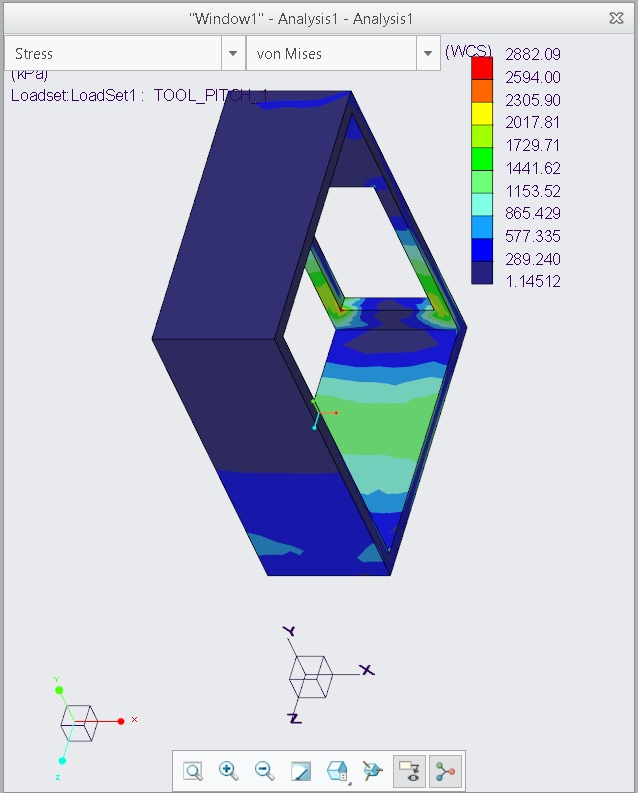 "Window1" - Analysis1 - Analysis1
Stress
von Mises
(WCS)
(kPa)
Loadset:LoadSet1 : TOOL_PITCH_1
2882.09
2594.00
2305.90
2017.81
1729.71
1441.62
1153.52
865.429
577.335
289.240
1.14512
Y
X
Z
Y
X
Z